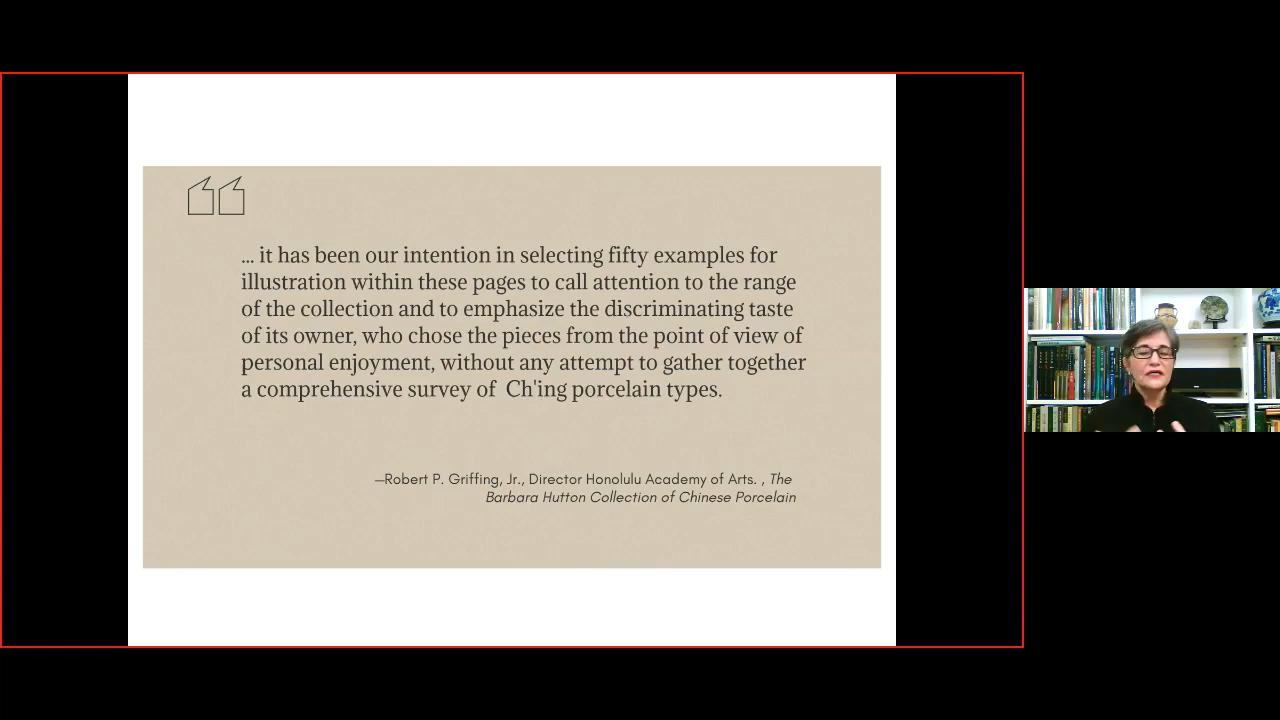 ... it has been our intention in selecting fifty examples for
illustration within these pages to call attention to the range
of the collection and to emphasize the discriminating taste
of its owner, who chose the pieces from the point of view of
personal enjoyment, without any attempt to gather together
a comprehensive survey of  Ch'ing porcelain types.
—Robert P. Griffing, Jr., Director Honolulu Academy of Arts. , The
Barbara Hutton Collection of Chinese Porcelain